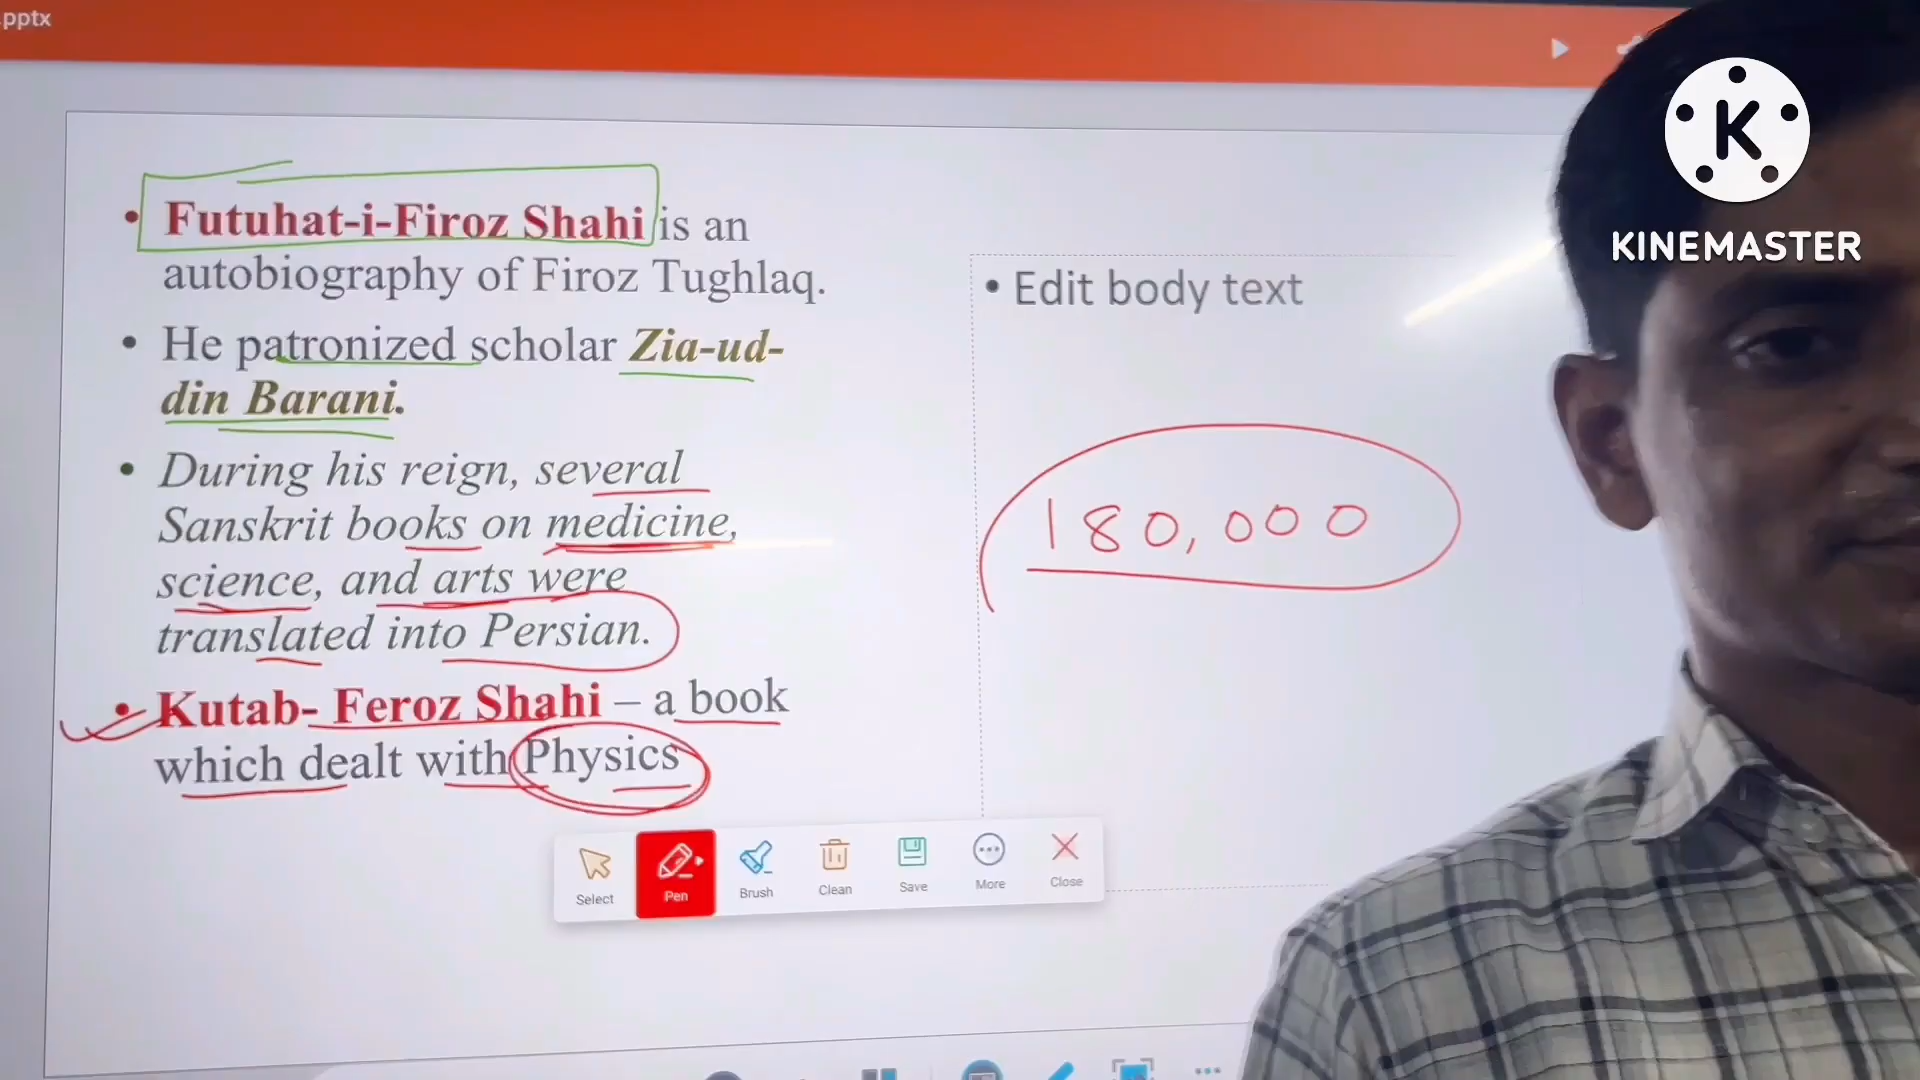 .pptx
• Futuhat-i-Firoz Shahi is an
autobiography of Firoz Tughlaq.
• He patronized scholar Zia-ud-
din Barani.
• During his reign, several
Sanskrit books on medicine,
science, and arts were
translated into Persian.
• Kutab- Feroz Shahi – a book
which dealt with Physics
• Edit body text
180,000
Select
Pen
Brush
Clean
Save
More
Close
K
KINEMASTER